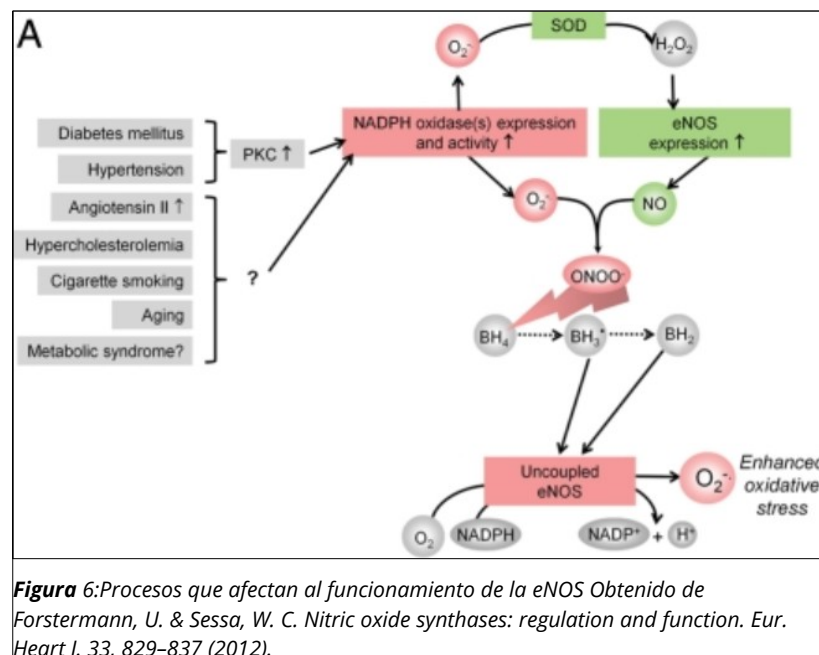 A
SOD
O₂⁻
H₂O₂
NADPH oxidase(s) expression
and activity ↑
eNOS
expression ↑
Diabetes mellitus
Hypertension
PKC ↑
Angiotensin II ↑
Hypercholesterolemia
Cigarette smoking
Aging
Metabolic syndrome?
?
O₂⁻
NO
ONOO⁻
BH₄
BH₃•
BH₂
Uncoupled
eNOS
O₂⁻·
Enhanced
oxidative
stress
O₂
NADPH
NADP⁺ + H⁺
Figura 6:Procesos que afectan al funcionamiento de la eNOS Obtenido de
Forstermann, U. & Sessa, W. C. Nitric oxide synthases: regulation and function. Eur.
Heart J. 33, 829–837 (2012).